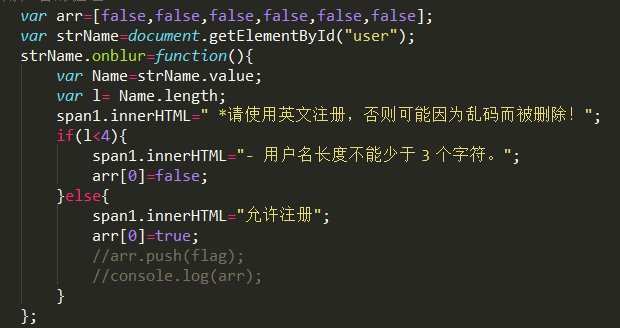 var arr=[false,false,false,false,false,false];
var strName=document.getElementById("user");
strName.onblur=function(){
var Name=strName.value;
var l= Name.length;
span1.innerHTML=" *请使用英文注册，否则可能因为乱码而被删除！";
if(l<4){
span1.innerHTML="- 用户名长度不能少于 3 个字符。";
arr[0]=false;
}else{
span1.innerHTML="允许注册";
arr[0]=true;
//arr.push(flag);
//console.log(arr);
}
};